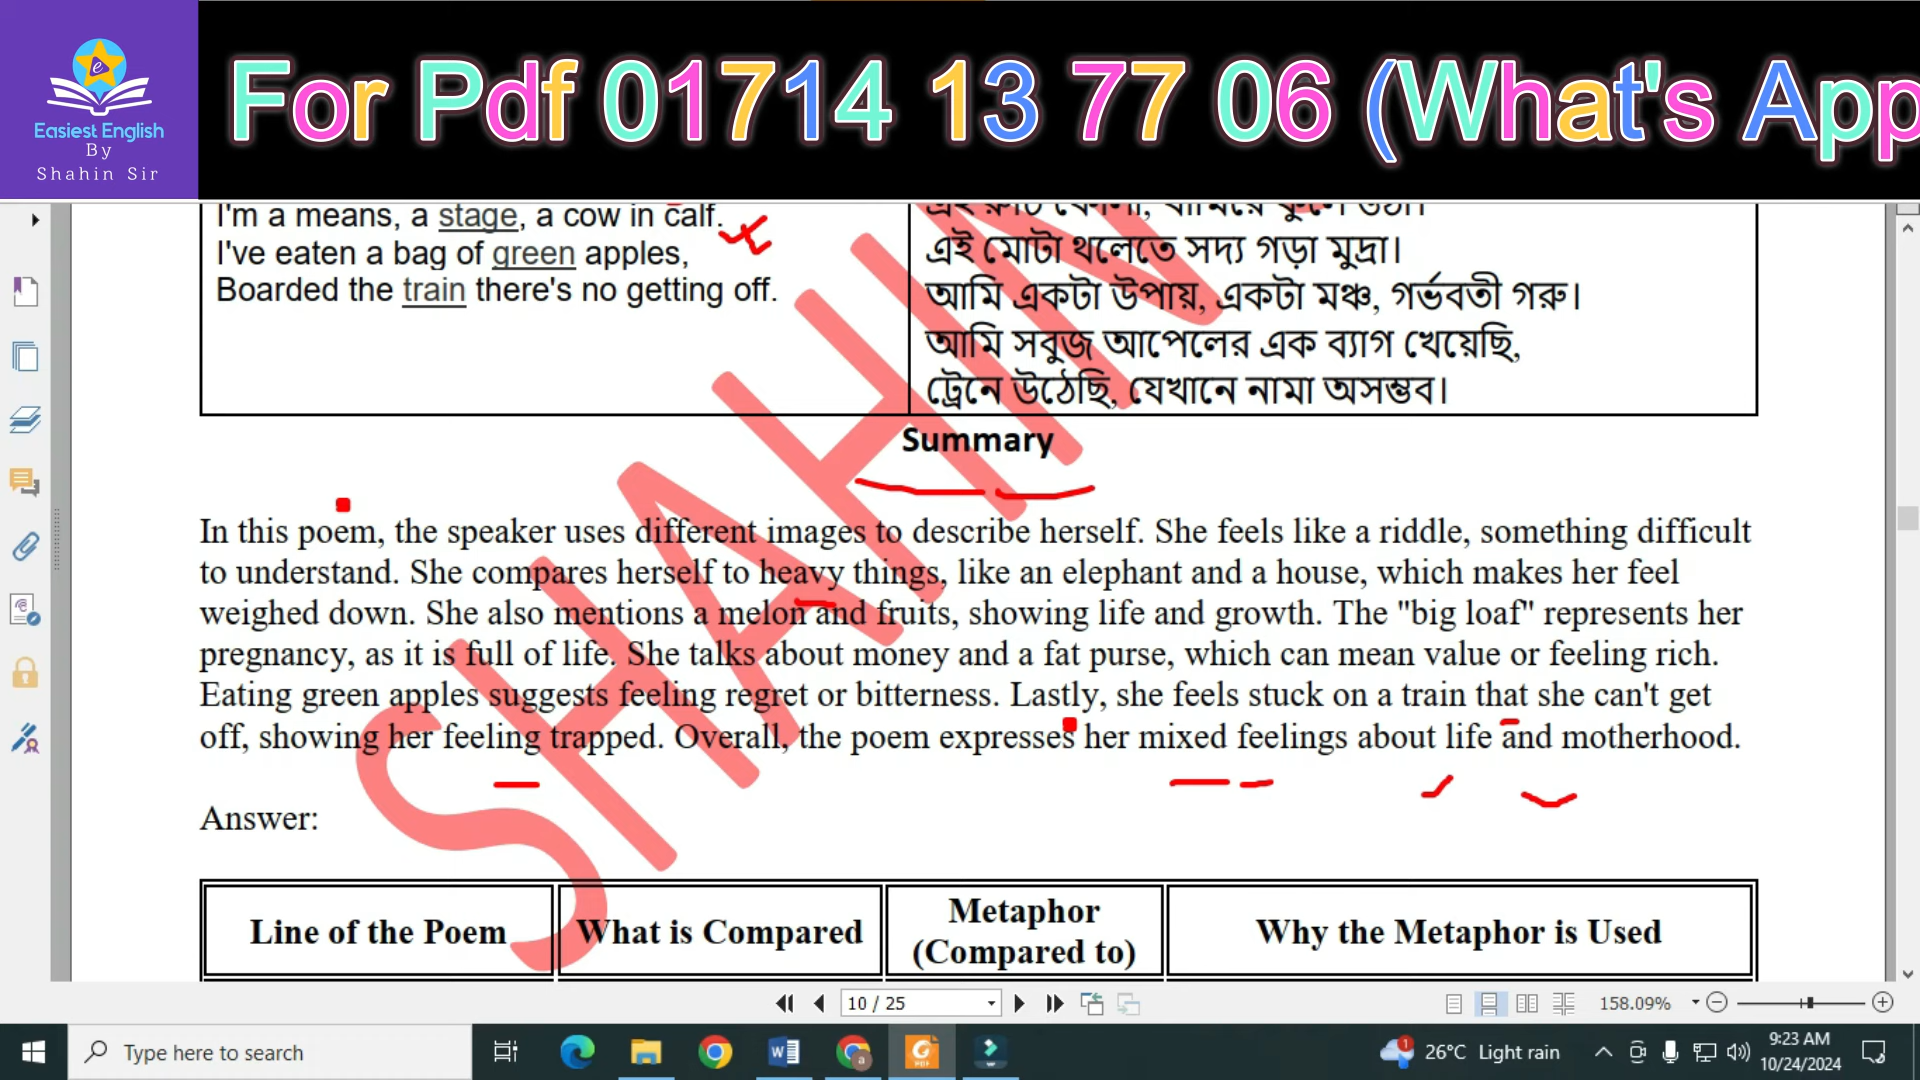 For Pdf 01714 13 77 06 (What's App
Easiest English
By
Shahin Sir
I'm a means, a stage, a cow in calf.
I've eaten a bag of green apples,
Boarded the train there's no getting off.
এই মোটা থলেতে সদ্য গড়া মুদ্রা।
আমি একটা উপায়, একটা মঞ্চ, গর্ভবতী গরু।
আমি সবুজ আপেলের এক ব্যাগ খেয়েছি,
ট্রেনে উঠেছি, যেখানে নামা অসম্ভব।
SHAHIN
Summary
In this poem, the speaker uses different images to describe herself. She feels like a riddle, something difficult
to understand. She compares herself to heavy things, like an elephant and a house, which makes her feel
weighed down. She also mentions a melon and fruits, showing life and growth. The "big loaf" represents her
pregnancy, as it is full of life. She talks about money and a fat purse, which can mean value or feeling rich.
Eating green apples suggests feeling regret or bitterness. Lastly, she feels stuck on a train that she can't get
off, showing her feeling trapped. Overall, the poem expresses her mixed feelings about life and motherhood.
Answer:
Line of the Poem
What is Compared
Metaphor
(Compared to)
Why the Metaphor is Used
10 / 25
158.09%
Type here to search
1
26°C Light rain
9:23 AM
10/24/2024